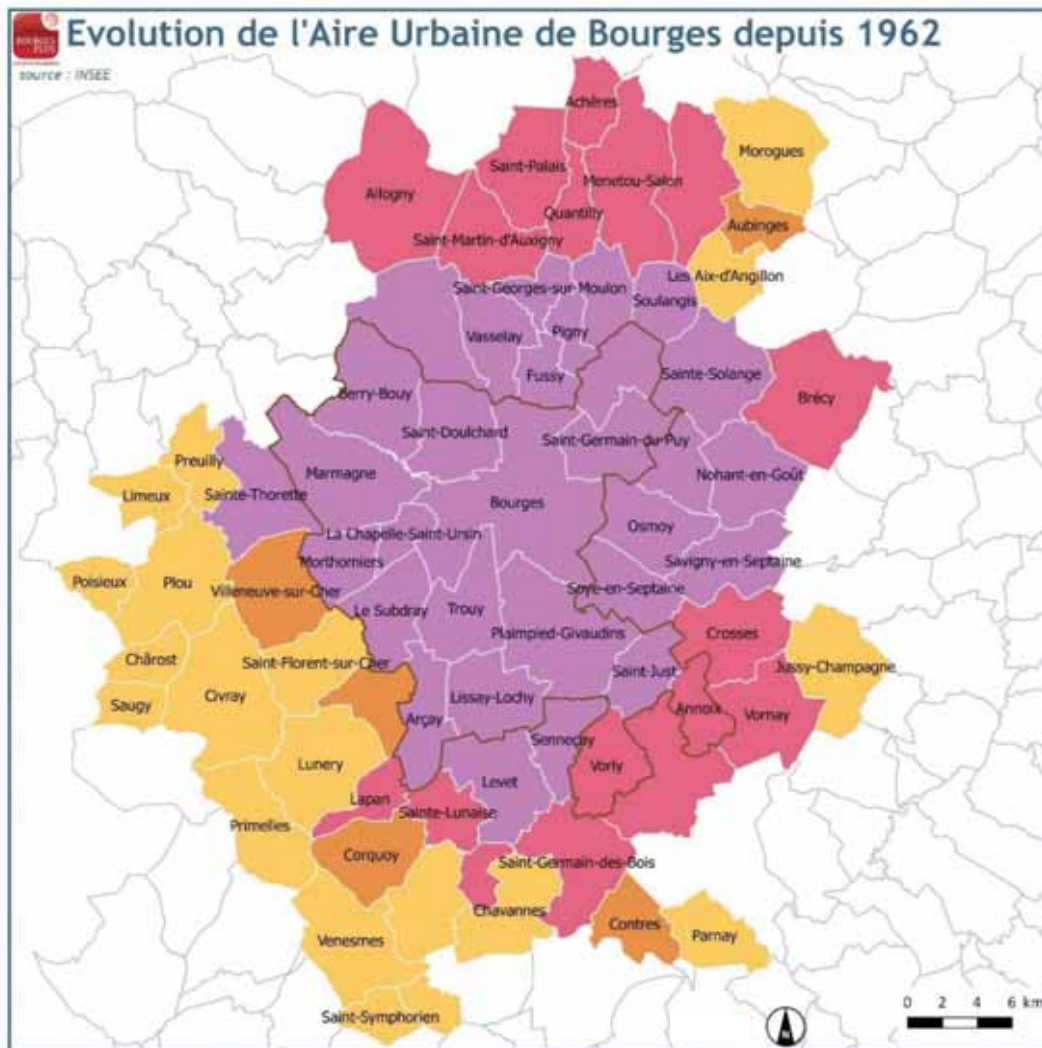 BOURGES PLUS
Evolution de l'Aire Urbaine de Bourges depuis 1962
source : INSEE
Achères
Morogues
Saint-Palais
Menetou-Salon
Allogny
Quantilly
Aubinges
Saint-Martin-d'Auxigny
Les Aix-d'Angillon
Saint-Georges-sur-Moulon
Soulangis
Vasselay
Pigny
Fussy
Sainte-Solange
Berry-Bouy
Brécy
Saint-Doulchard
Saint-Germain-du-Puy
Preuilly
Marmagne
Nohant-en-Goût
Limeux
Sainte-Thorette
Bourges
Osmoy
La Chapelle-Saint-Ursin
Morthomiers
Savigny-en-Septaine
Poisieux
Plou
Villeneuve-sur-Cher
Soye-en-Septaine
Le Subdray
Trouy
Plaimpied-Givaudins
Crosses
Chârost
Saint-Florent-sur-Cher
Jussy-Champagne
Saint-Just
Civray
Saugy
Lissay-Lochy
Annoix
Vornay
Arçay
Senneçay
Lunery
Vorly
Levet
Lapan
Sainte-Lunaise
Primelles
Corquoy
Saint-Germain-des-Bois
Chavannes
Contres
Parnay
Venesmes
Saint-Symphorien
N
0 2 4 6 km